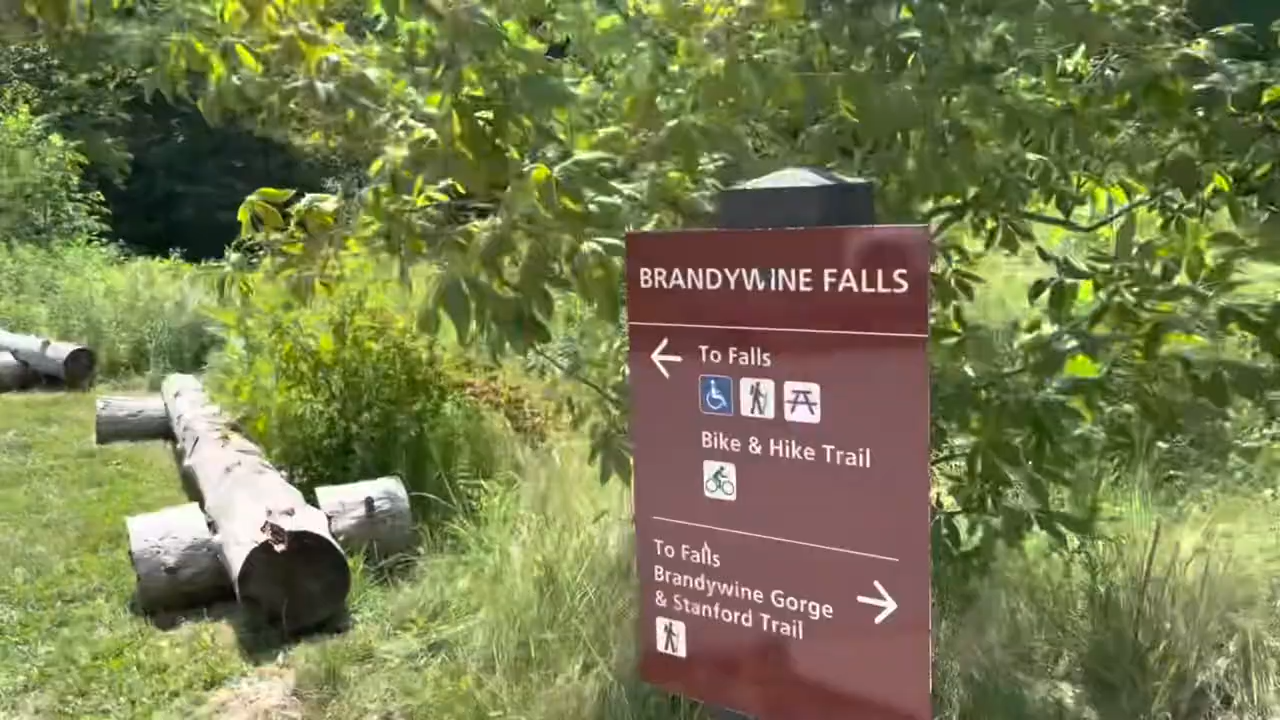 BRANDYWINE FALLS
To Falls
Bike & Hike Trail
To Falls
Brandywine Gorge
& Stanford Trail